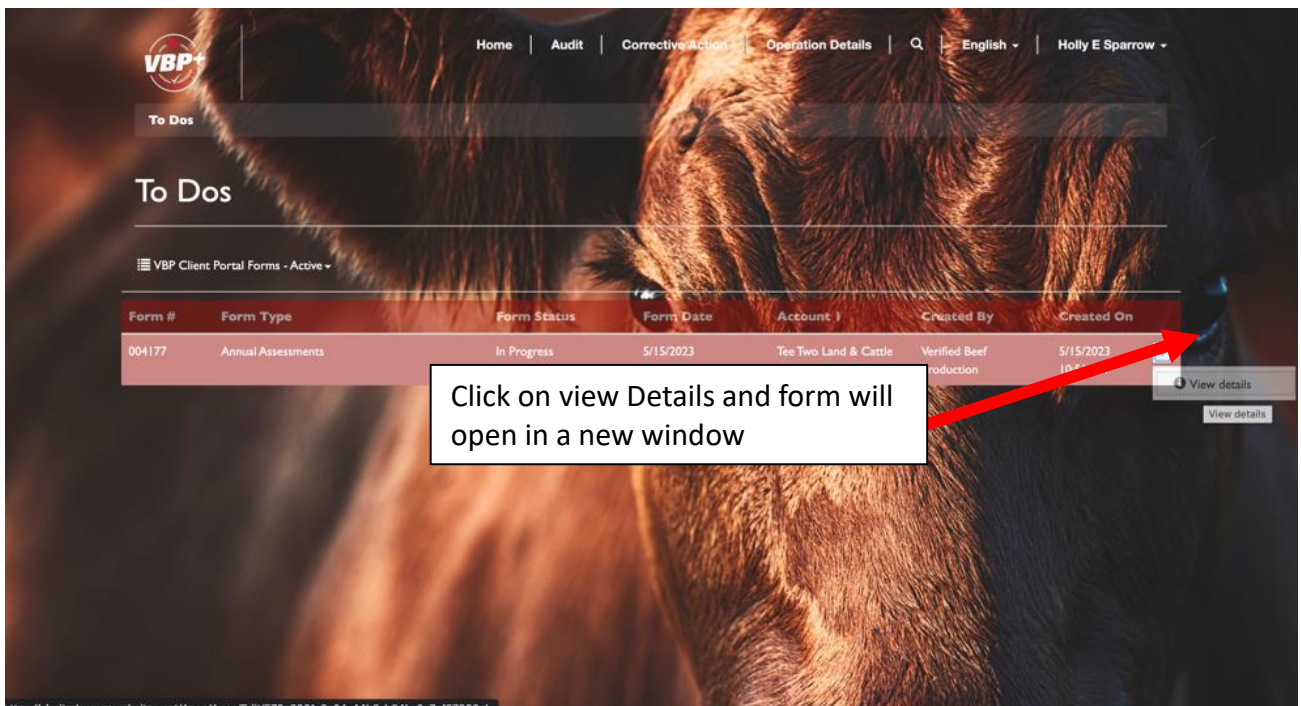 VBP+
Home | Audit | Corrective Action | Operation Details | English | Holly E Sparrow
To Dos
To Dos
VBP Client Portal Forms - Active
Form # Form Type Form Status Form Date Account 1 Created By Created On
004177 Annual Assessments In Progress 5/15/2023 Tee Two Land & Cattle Verified Beef 5/15/2023
Production
View details
View details
Click on view Details and form will
open in a new window